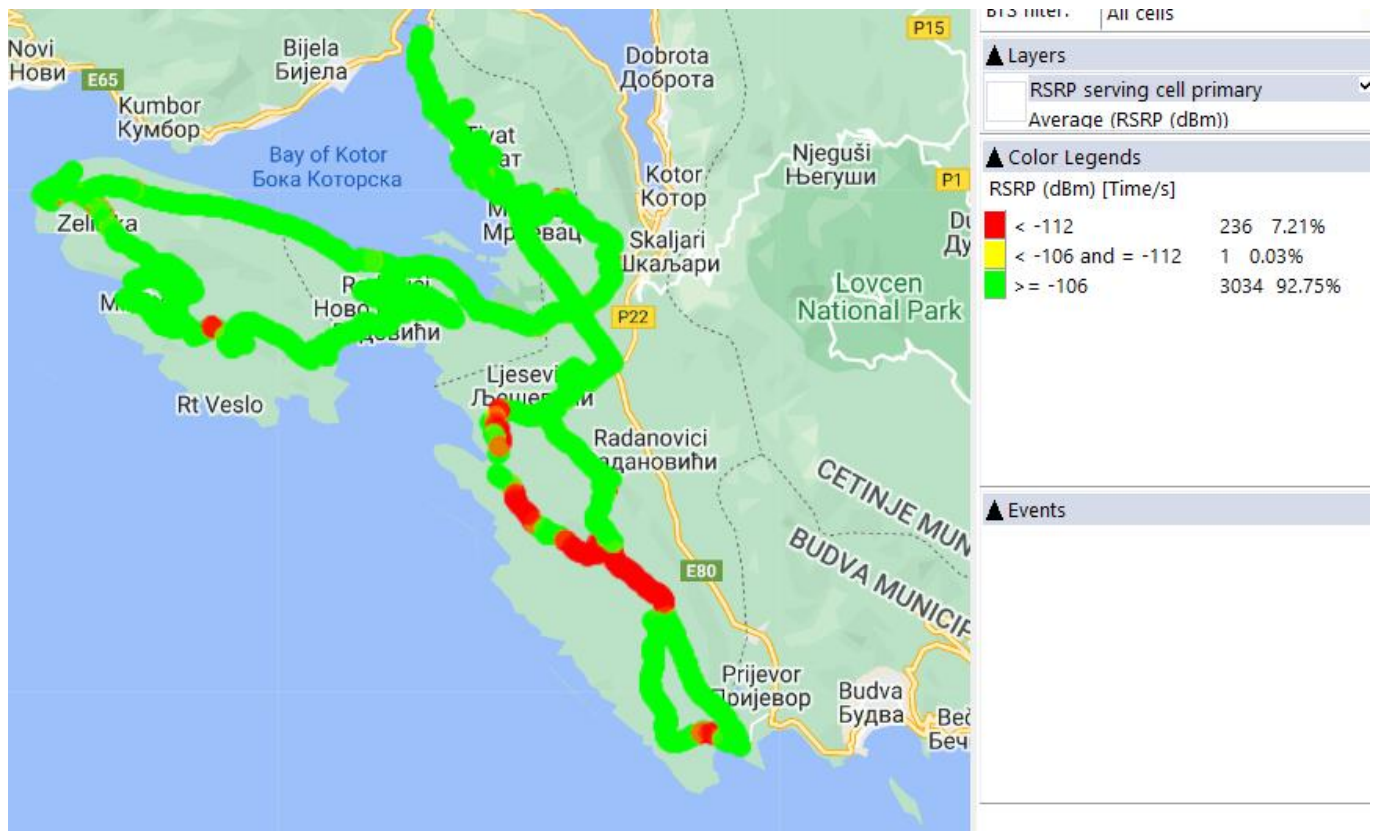 BTS filter: All cells
Layers
RSRP serving cell primary
Average (RSRP (dBm))
Color Legends
RSRP (dBm) [Time/s]
< -112 236 7.21%
< -106 and = -112 1 0.03%
>= -106 3034 92.75%
Events
Novi
Нови
E65
Bijela
Бијела
Kumbor
Кумбор
Bay of Kotor
Бока Которска
Dobrota
Доброта
P15
Njeguši
Његуши
P1
Kotor
Котор
Skaljari
Шкаљари
P22
Lovcen
National Park
Rt Veslo
Radanovici
E80
CETINJE
BUDVA
Prijevor
Budva
Будва